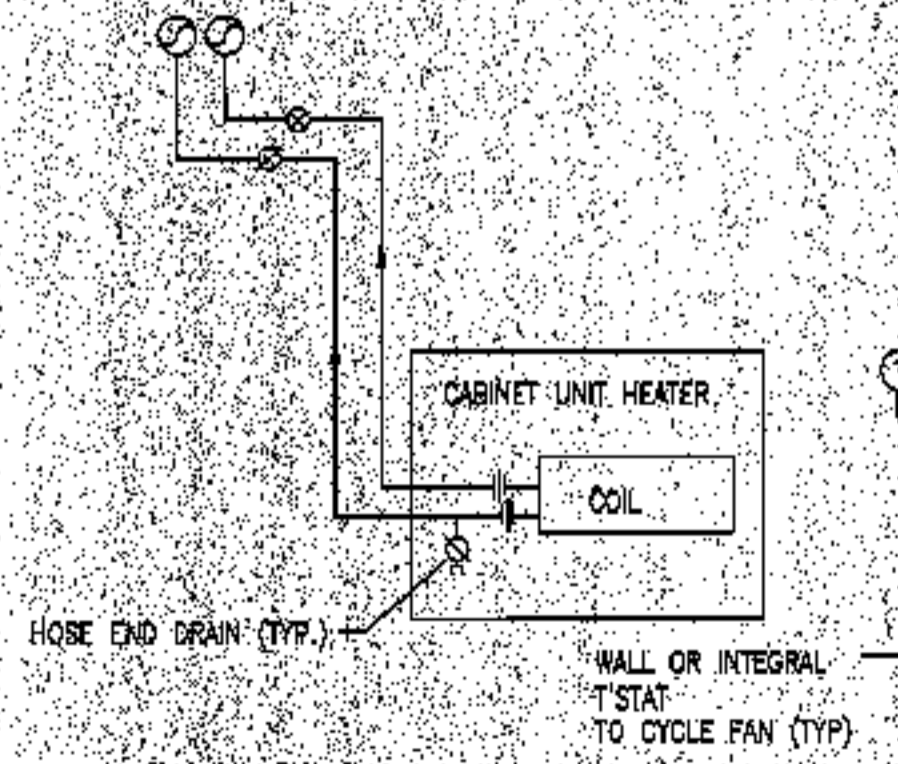 CABINET UNIT HEATER
COIL
HOSE END DRAIN (TYP.)
WALL OR INTEGRAL
T'STAT
TO CYCLE FAN (TYP)